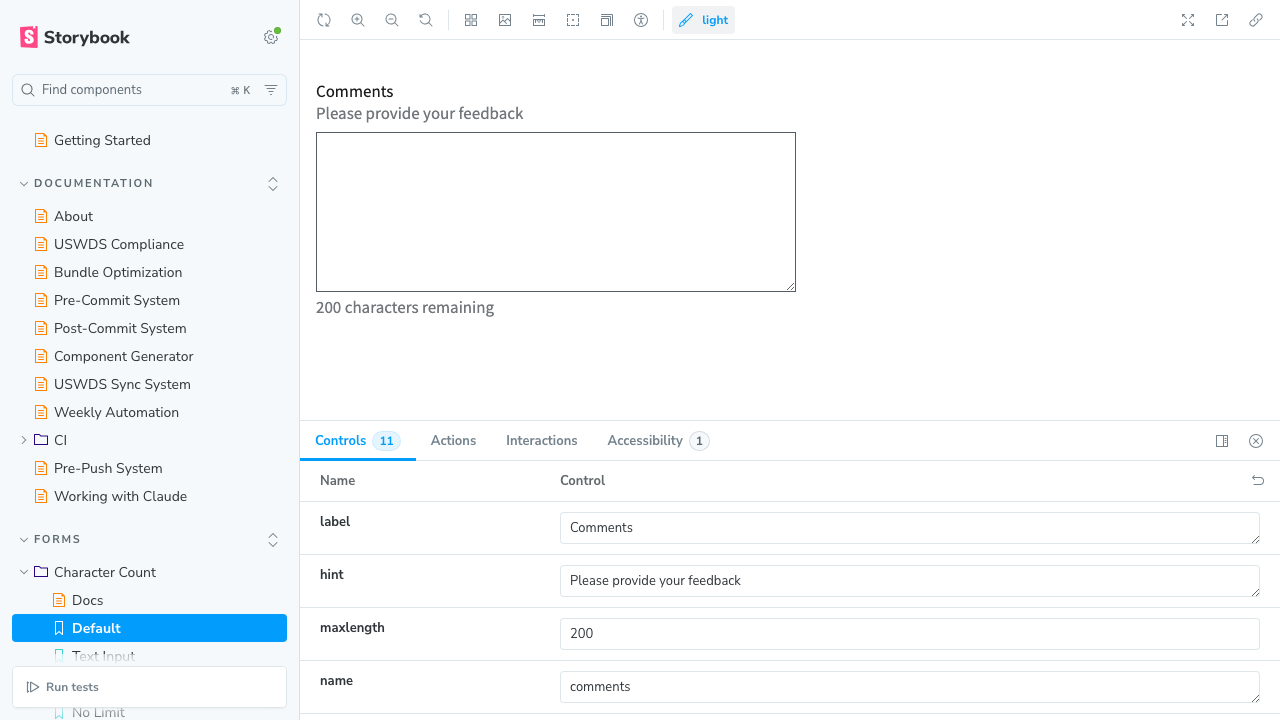 Storybook
Find components
⌘ K
Getting Started
DOCUMENTATION
About
USWDS Compliance
Bundle Optimization
Pre-Commit System
Post-Commit System
Component Generator
USWDS Sync System
Weekly Automation
CI
Pre-Push System
Working with Claude
FORMS
Character Count
Docs
Default
Text Input
Run tests
No Limit
light
Comments
Please provide your feedback
200 characters remaining
Controls 11 Actions Interactions Accessibility 1
Name Control
label Comments
hint Please provide your feedback
maxlength 200
name comments